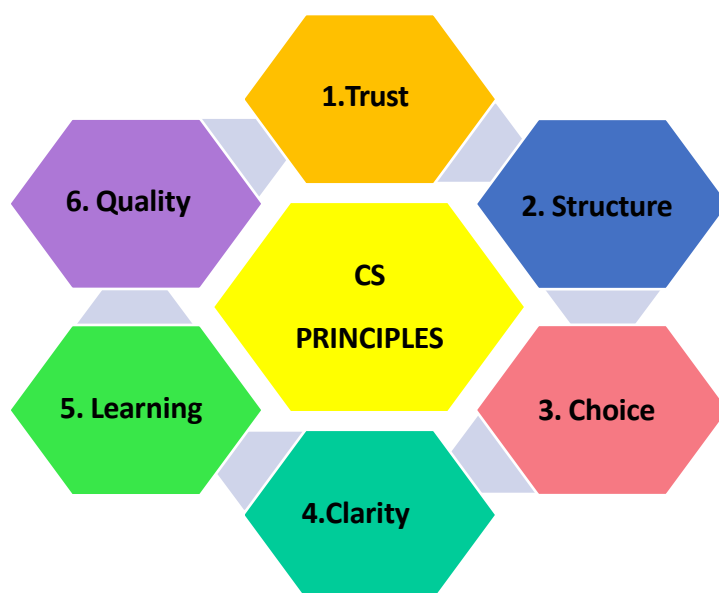 1.Trust
2. Structure
3. Choice
4.Clarity
5. Learning
6. Quality
CS
PRINCIPLES